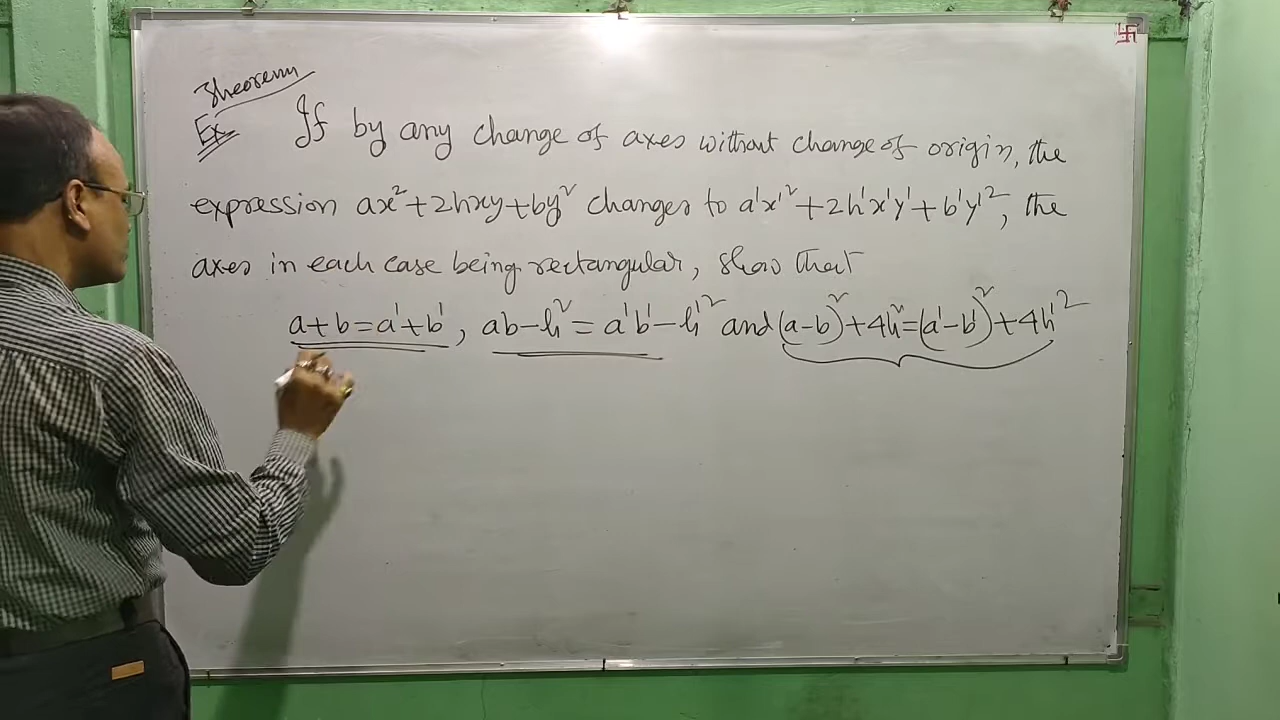 Theorem
Ex If by any change of axes without change of origin, the
expression ax²+2hxy+by² changes to a'x'²+2h'x'y'+b'y'², the
axes in each case being rectangular, show that
a+b=a'+b', ab-h²=a'b'-h'² and (a-b)²+4h²=(a'-b')²+4h'²